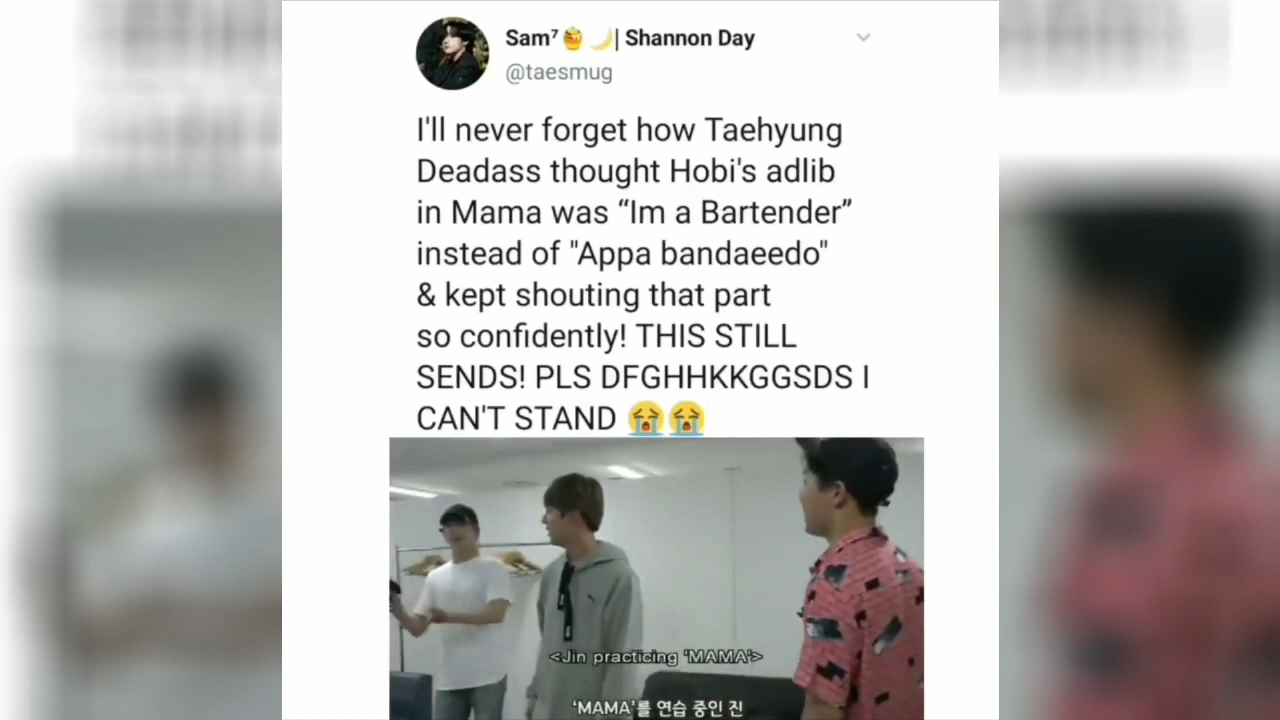 Sam⁷🍯🌙| Shannon Day
@taesmug
I'll never forget how Taehyung
Deadass thought Hobi's adlib
in Mama was “Im a Bartender”
instead of "Appa bandaeedo"
& kept shouting that part
so confidently! THIS STILL
SENDS! PLS DFGHHKKGGSDS I
CAN'T STAND 😭😭
<Jin practicing 'MAMA'>
‘MAMA’를 연습 중인 진